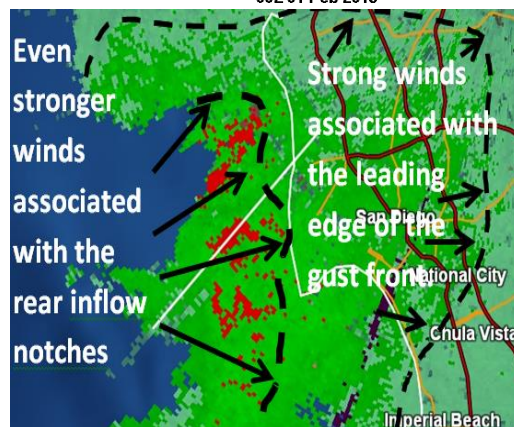 Even
stronger
winds
associated
with the
rear inflow
notches
Strong winds
associated with
the leading
edge of the
gust front.
San Diego
National City
Chula Vista
Imperial Beach